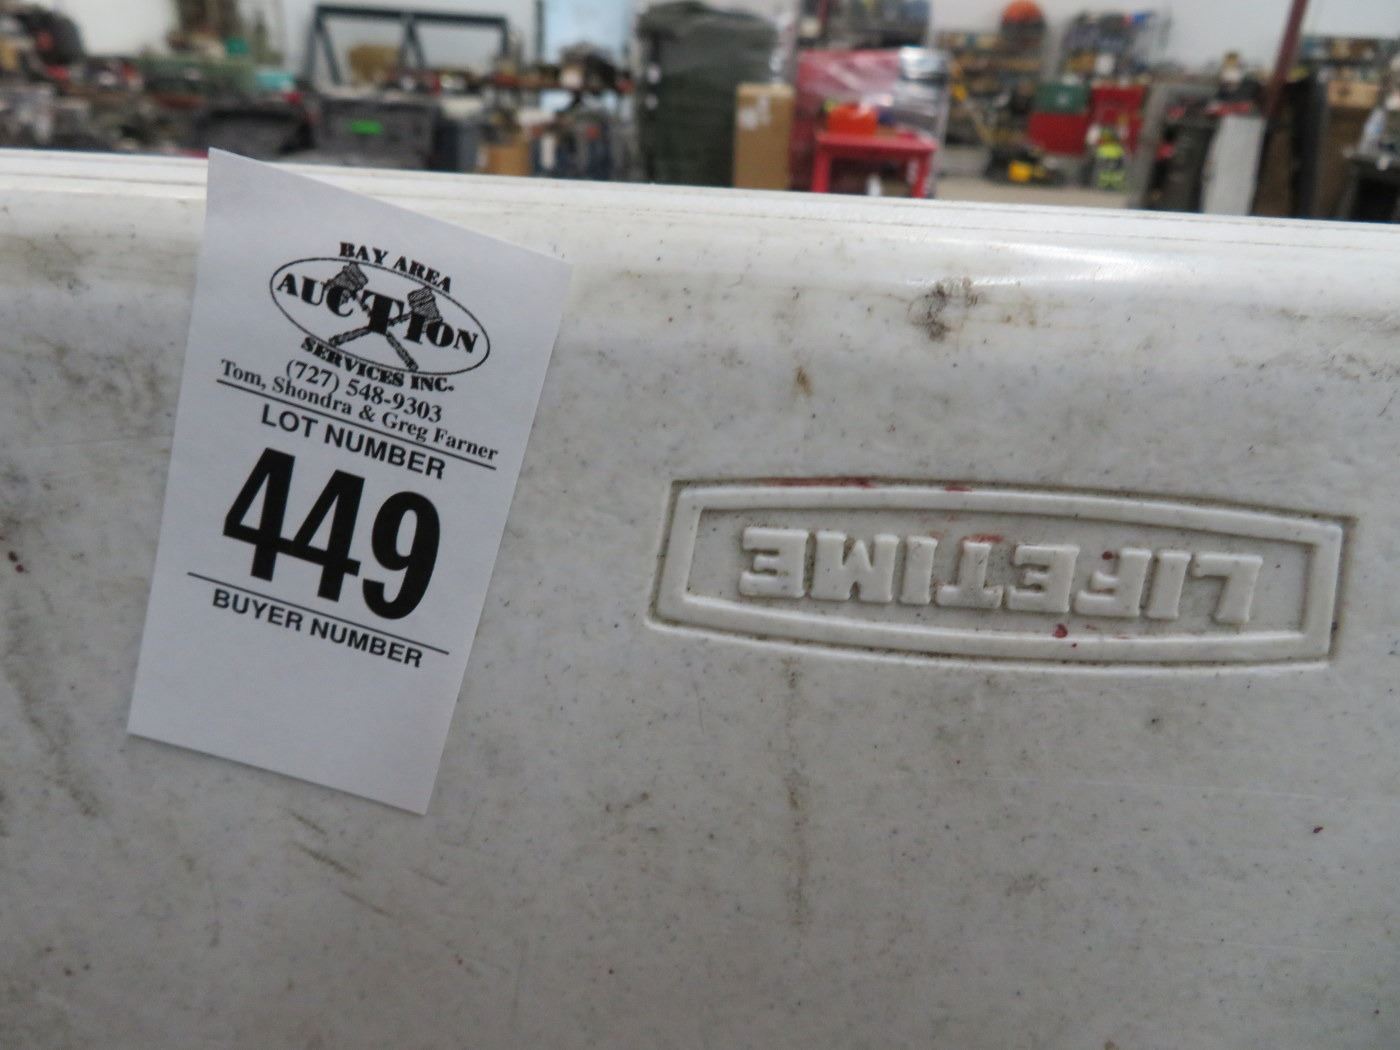 BAY AREA
AUCTION
SERVICES INC.
(727) 548-9303
Tom, Shondra & Greg Farner
LOT NUMBER
449
BUYER NUMBER
LIFETIME